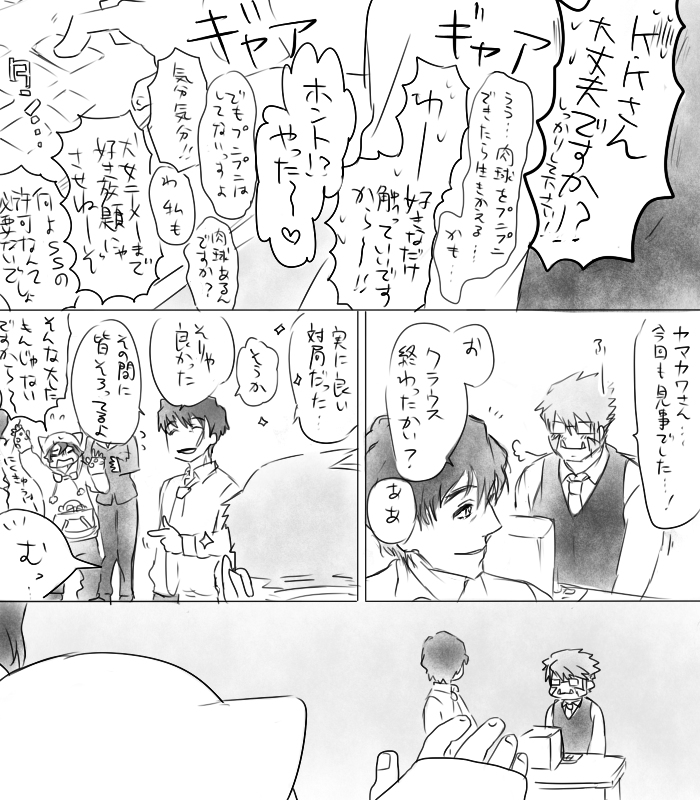 K・Kさん
大丈夫ですか!?
しっかりして下さい!!
ギャア
ギャア
うう…肉球をプニプニ
できたら生きかえる…
かも…
わ――
好きなだけ
触っていいです
から――
ホント!?
やった~~♡
でもプニプニは
してないっすよ
気分気分!!
わ 私も
肉球あるん
ですか?
犬女テメーまで
好き放題に
させねーぞ
何よSSの
許可なんて
必要ないでしょ
ヤマカワさん…
今回も見事でした…!
ふぅ
お
クラウス
終わったかい?
ああ
実に良い
対局だった…
そうか
そりゃ
良かった
その間に
皆そろってるよ
そんな大した
もんじゃない
ですから
むっ